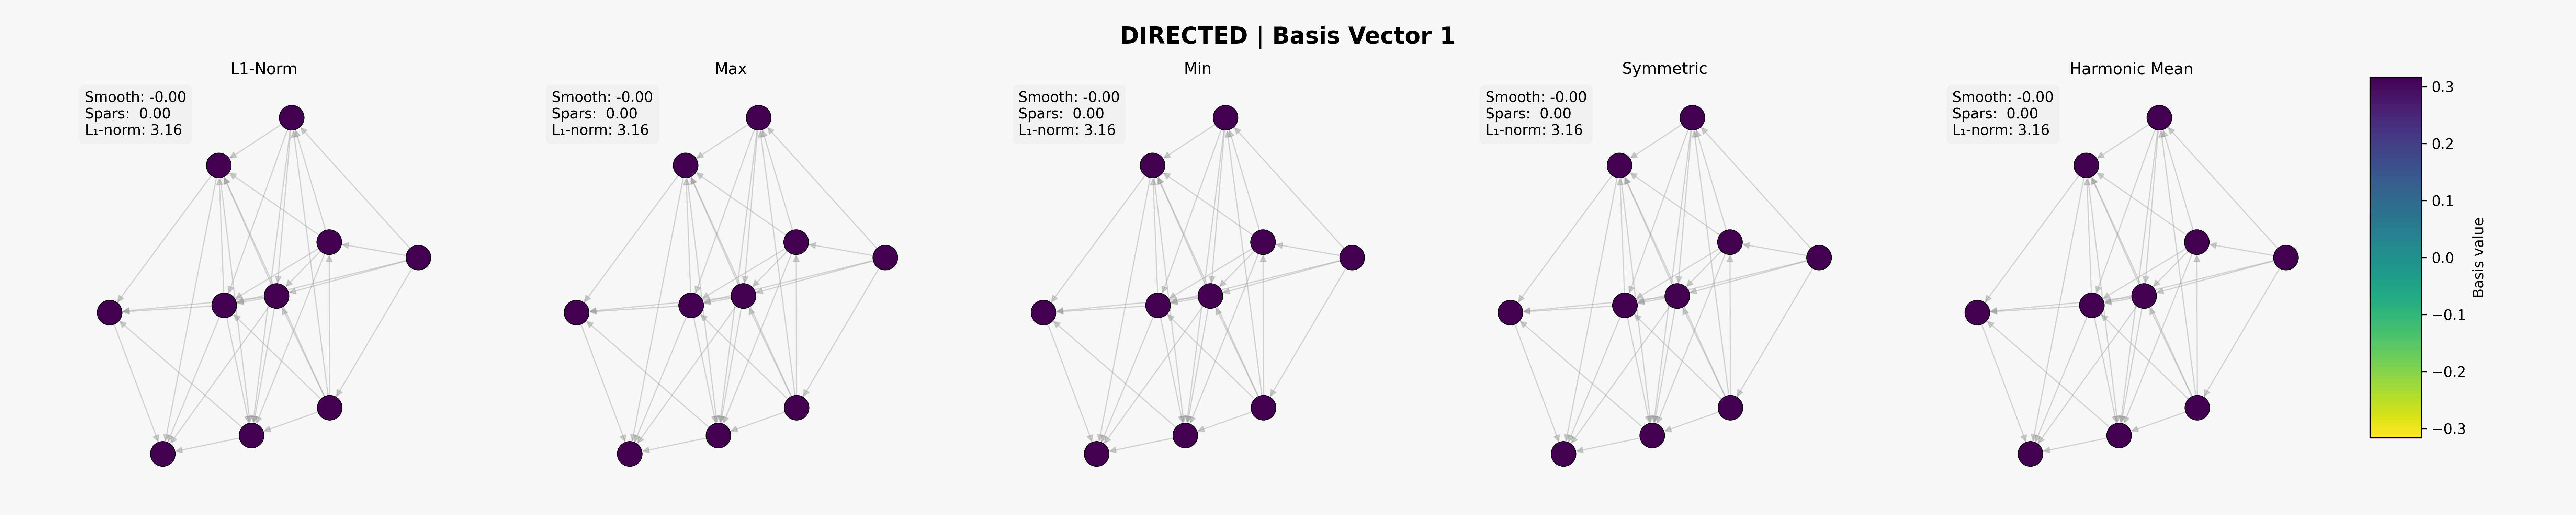 DIRECTED | Basis Vector 1
L1-Norm
Smooth: -0.00
Spars:  0.00
L₁-norm: 3.16
Max
Smooth: -0.00
Spars:  0.00
L₁-norm: 3.16
Min
Smooth: -0.00
Spars:  0.00
L₁-norm: 3.16
Symmetric
Smooth: -0.00
Spars:  0.00
L₁-norm: 3.16
Harmonic Mean
Smooth: -0.00
Spars:  0.00
L₁-norm: 3.16
0.3
0.2
0.1
0.0
−0.1
−0.2
−0.3
Basis value